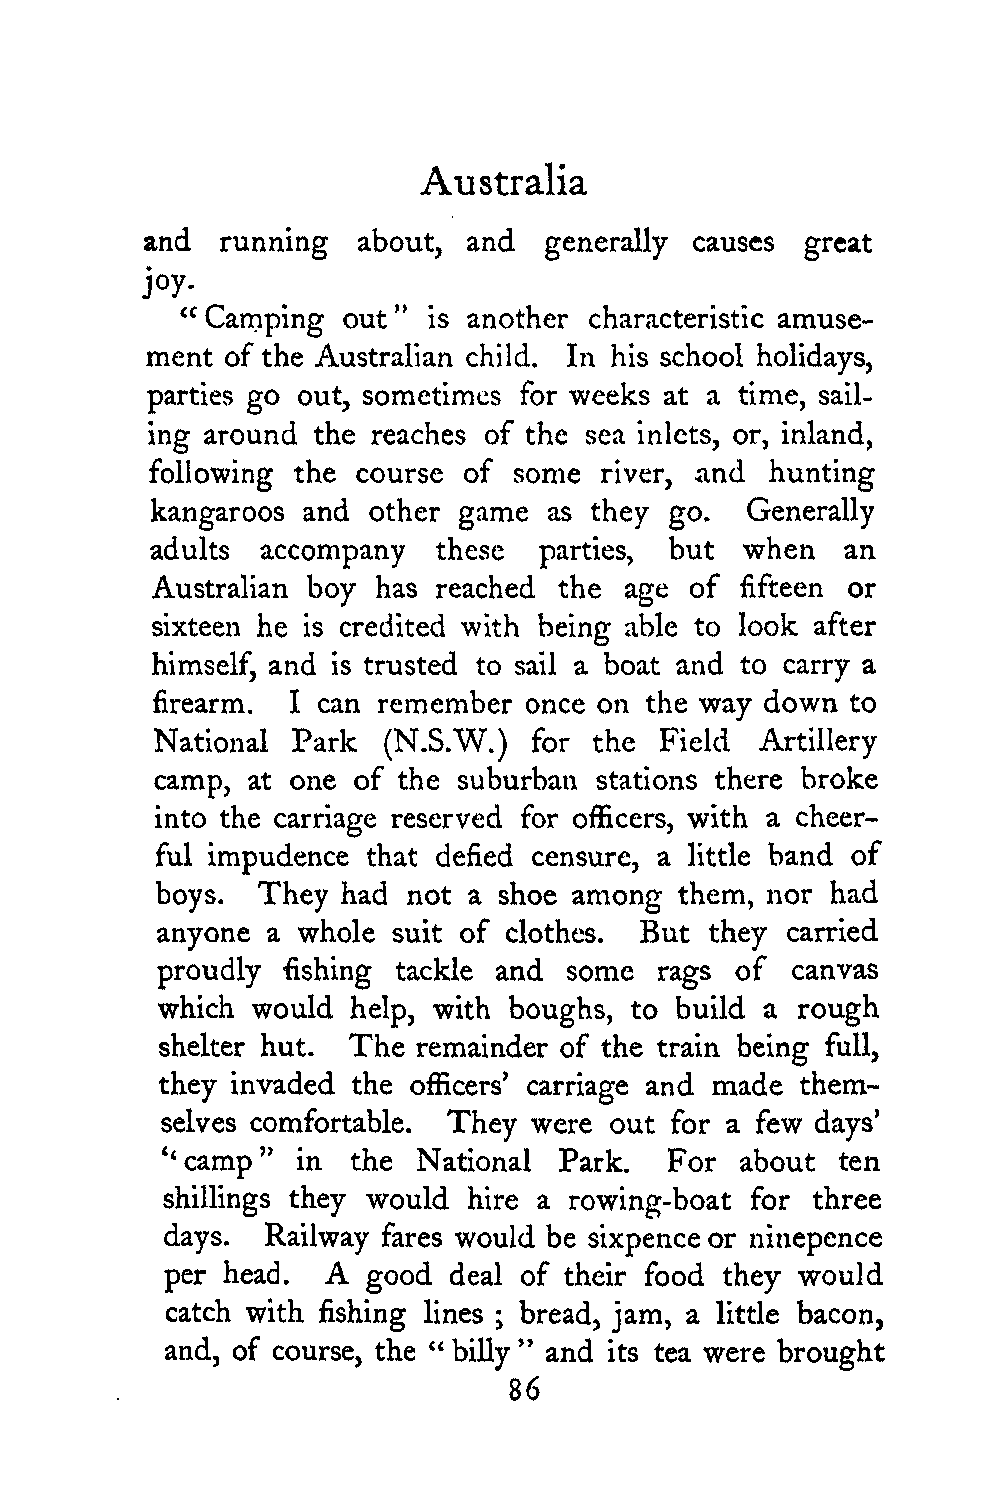 Australia
and running about, and generally causes great
joy.
“Camping out” is another characteristic amuse-
ment of the Australian child. In his school holidays,
parties go out, sometimes for weeks at a time, sail-
ing around the reaches of the sea inlets, or, inland,
following the course of some river, and hunting
kangaroos and other game as they go. Generally
adults accompany these parties, but when an
Australian boy has reached the age of fifteen or
sixteen he is credited with being able to look after
himself, and is trusted to sail a boat and to carry a
firearm. I can remember once on the way down to
National Park (N.S.W.) for the Field Artillery
camp, at one of the suburban stations there broke
into the carriage reserved for officers, with a cheer-
ful impudence that defied censure, a little band of
boys. They had not a shoe among them, nor had
anyone a whole suit of clothes. But they carried
proudly fishing tackle and some rags of canvas
which would help, with boughs, to build a rough
shelter hut. The remainder of the train being full,
they invaded the officers’ carriage and made them-
selves comfortable. They were out for a few days’
“camp” in the National Park. For about ten
shillings they would hire a rowing-boat for three
days. Railway fares would be sixpence or ninepence
per head. A good deal of their food they would
catch with fishing lines ; bread, jam, a little bacon,
and, of course, the “billy” and its tea were brought
86